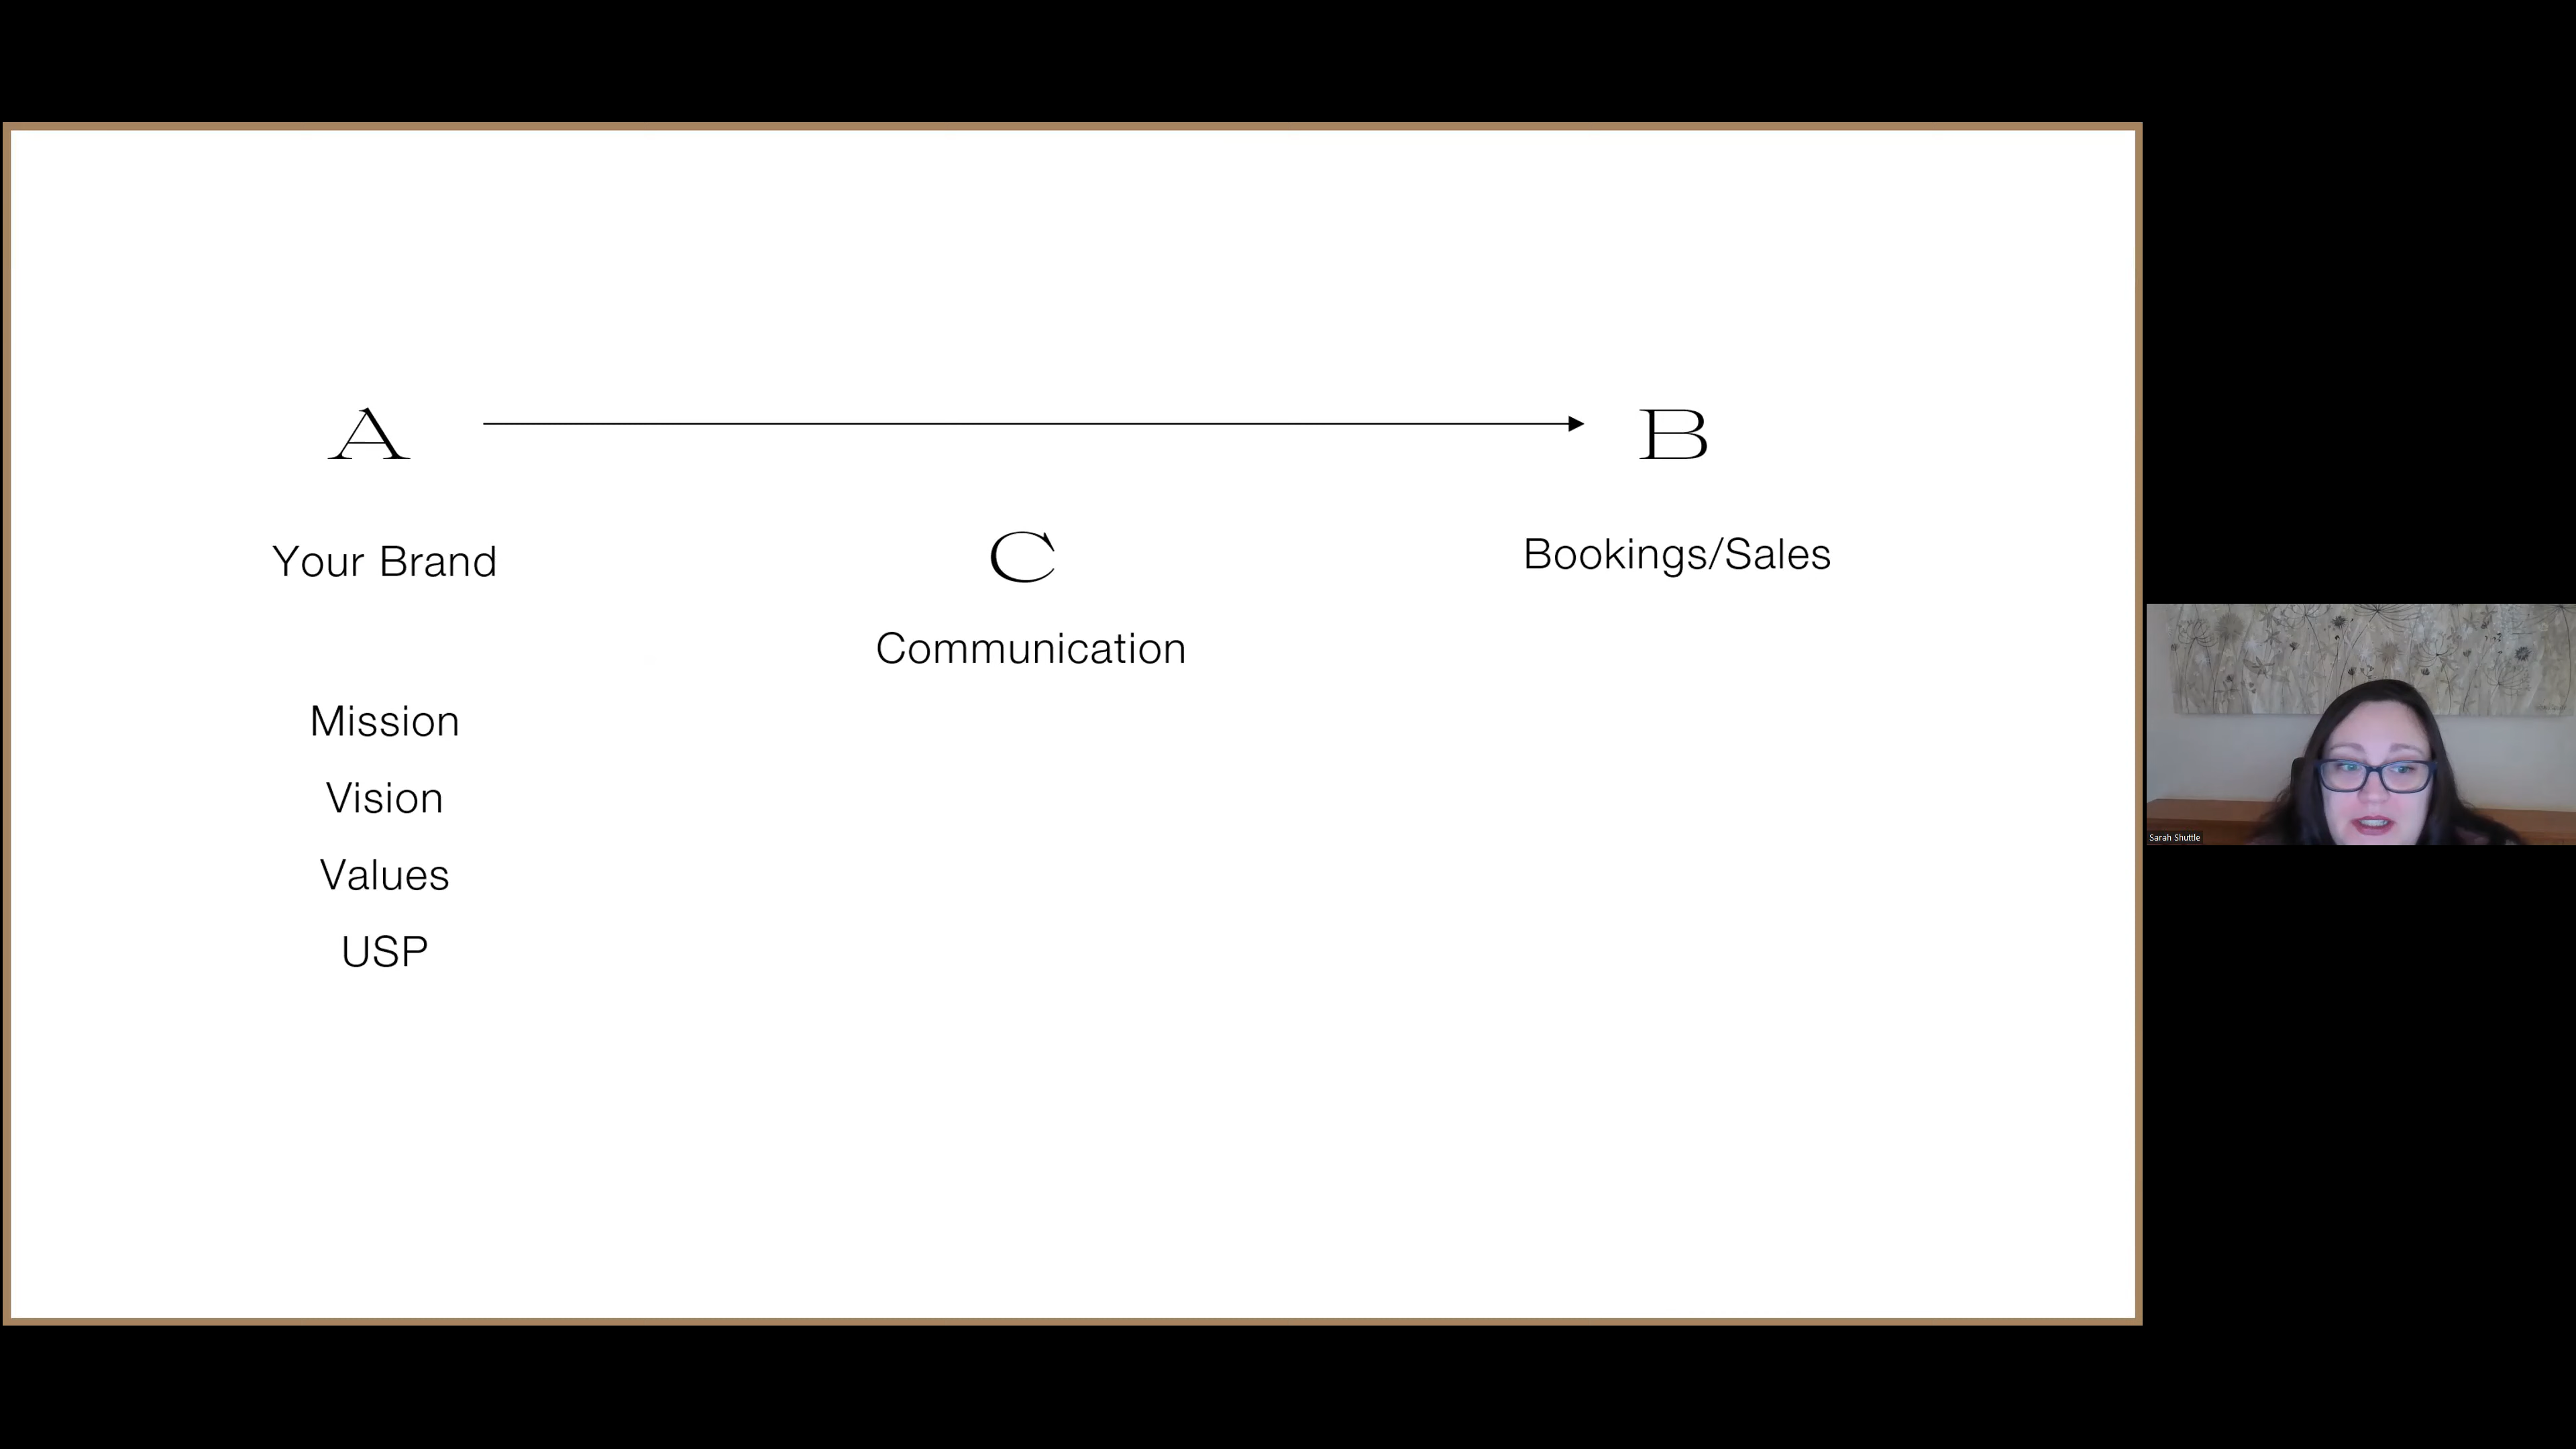 A
B
Your Brand
C
Bookings/Sales
Communication
Mission
Vision
Values
USP
Sarah Shuttle